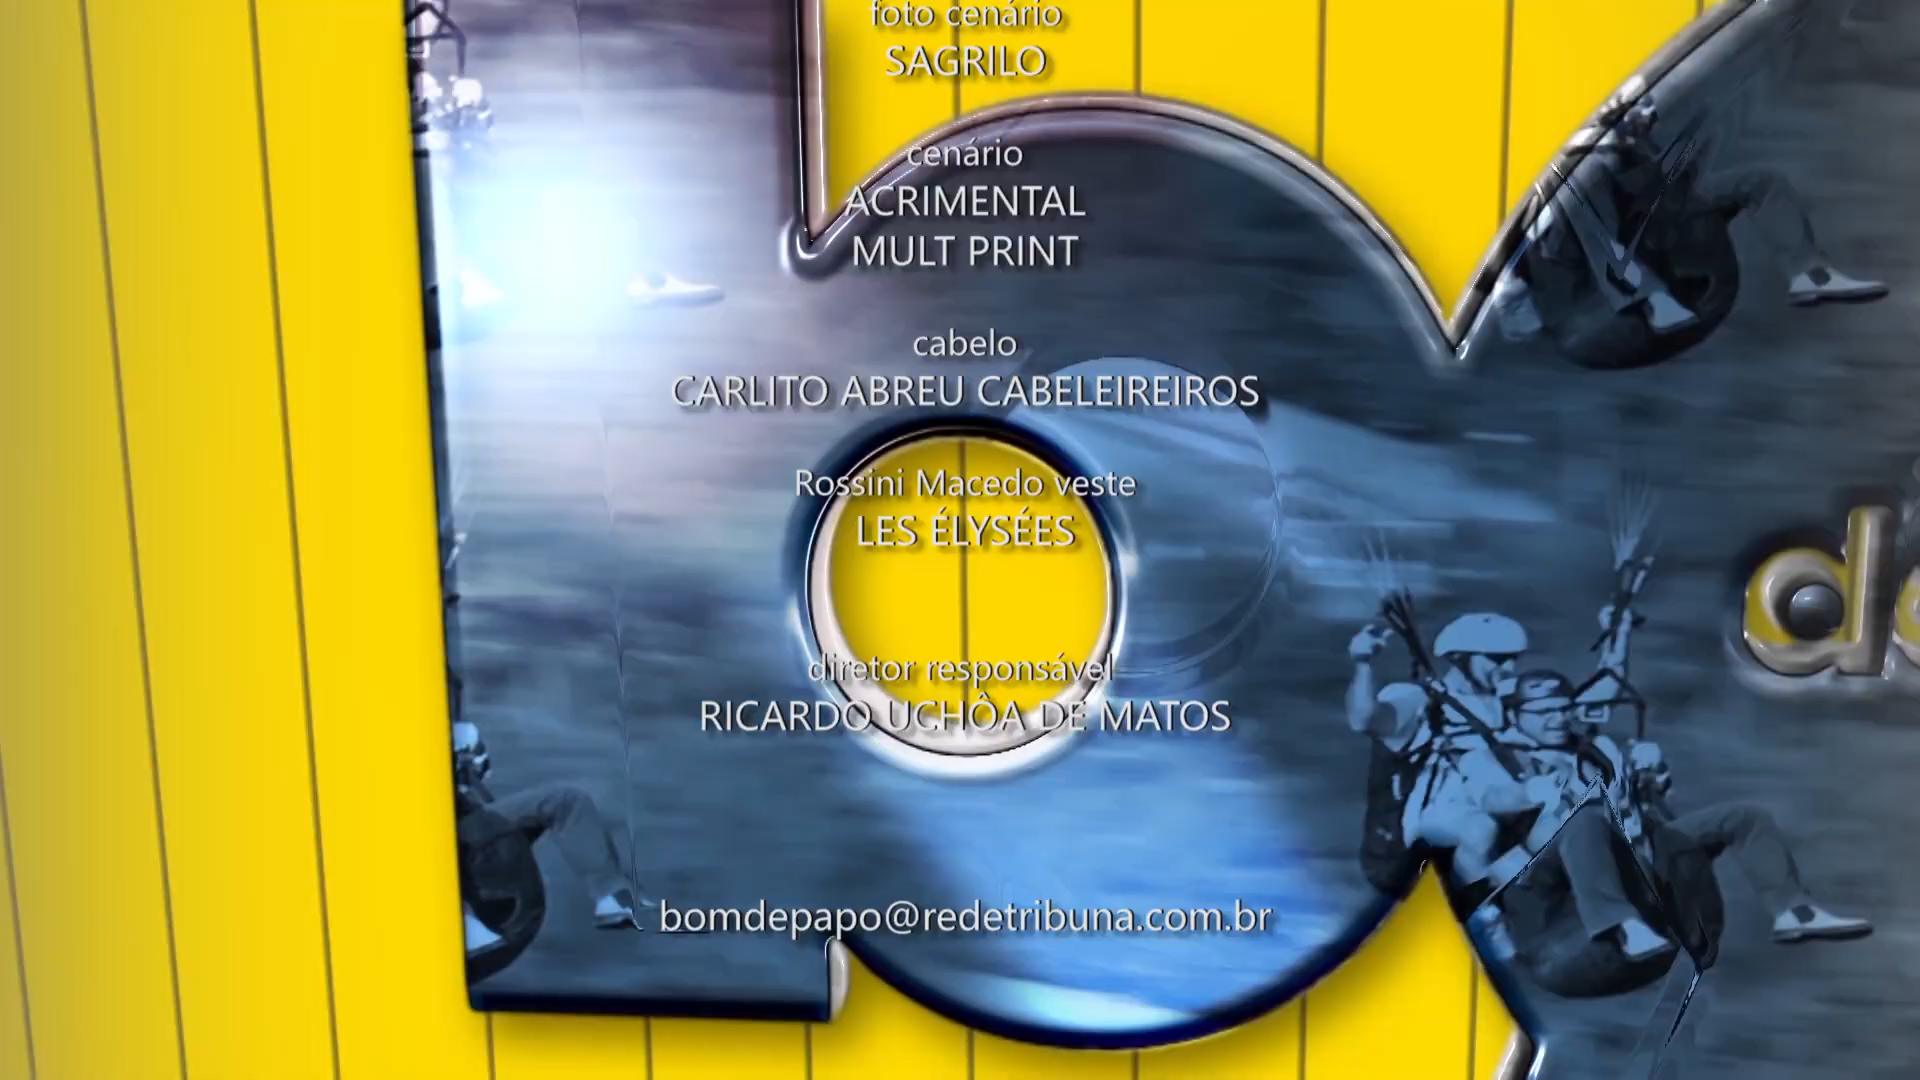 foto cenário
SAGRILO
cenário
ACRIMENTAL
MULT PRINT
cabelo
CARLITO ABREU CABELEIREIROS
Rossini Macedo veste
LES ÉLYSÉES
diretor responsável
RICARDO UCHÔA DE MATOS
bomdepapo@redetribuna.com.br